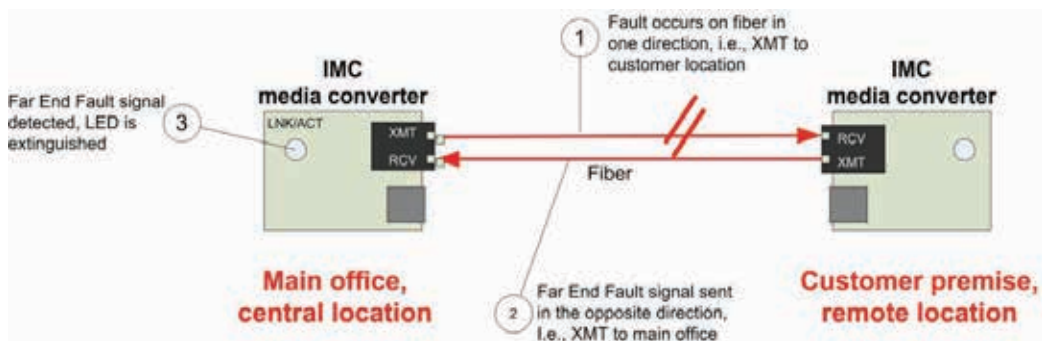 Fault occurs on fiber in
one direction, i.e., XMT to
customer location
1
IMC
media converter
IMC
media converter
Far End Fault signal
detected, LED is
extinguished
3
LNK/ACT
XMT
RCV
RCV
XMT
Fiber
Main office,
central location
Customer premise,
remote location
2
Far End Fault signal sent
in the opposite direction,
I.e., XMT to main office